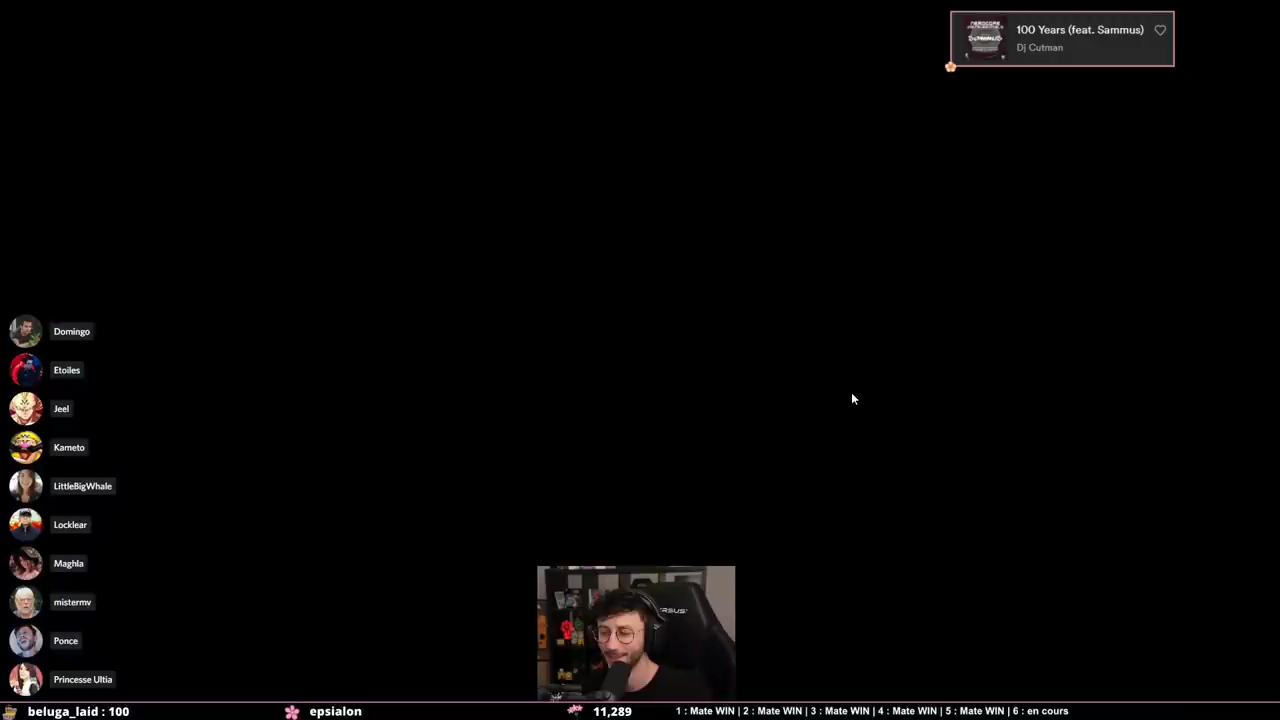 100 Years (feat. Sammus)
Dj Cutman
Domingo
Etoiles
Jeel
Kameto
LittleBigWhale
Locklear
Maghla
mistermv
Ponce
Princesse Ultia
beluga_laid : 100
epsialon
11,289
1 : Mate WIN | 2 : Mate WIN | 3 : Mate WIN | 4 : Mate WIN | 5 : Mate WIN | 6 : en cours